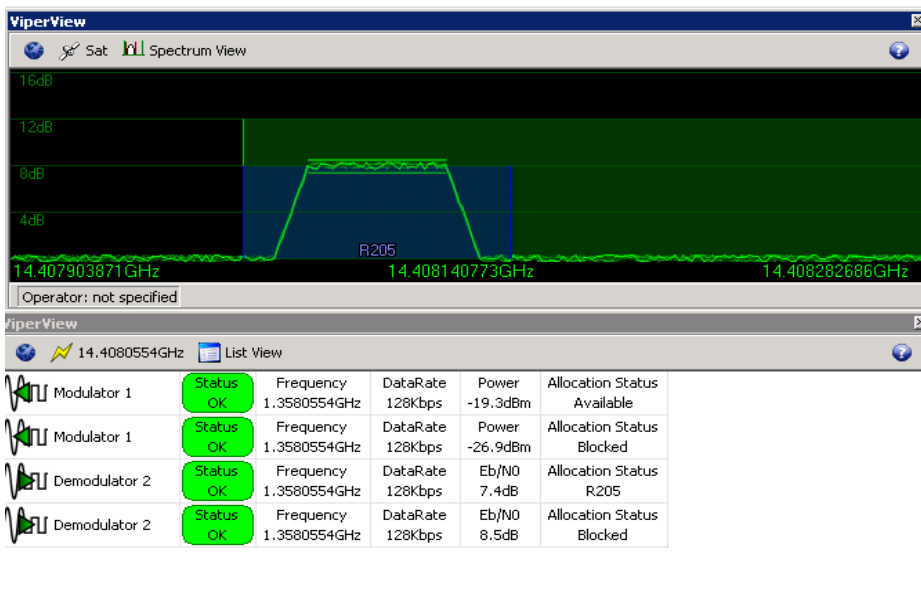 ViperView
Sat Spectrum View
16dB
12dB
8dB
4dB
R205
14.407903871GHz 14.408140773GHz 14.408282686GHz
Operator: not specified
ViperView
14.4080554GHz List View
Modulator 1 Status OK Frequency 1.3580554GHz DataRate 128Kbps Power -19.3dBm Allocation Status Available
Modulator 1 Status OK Frequency 1.3580554GHz DataRate 128Kbps Power -26.9dBm Allocation Status Blocked
Demodulator 2 Status OK Frequency 1.3580554GHz DataRate 128Kbps Eb/N0 7.4dB Allocation Status R205
Demodulator 2 Status OK Frequency 1.3580554GHz DataRate 128Kbps Eb/N0 8.5dB Allocation Status Blocked